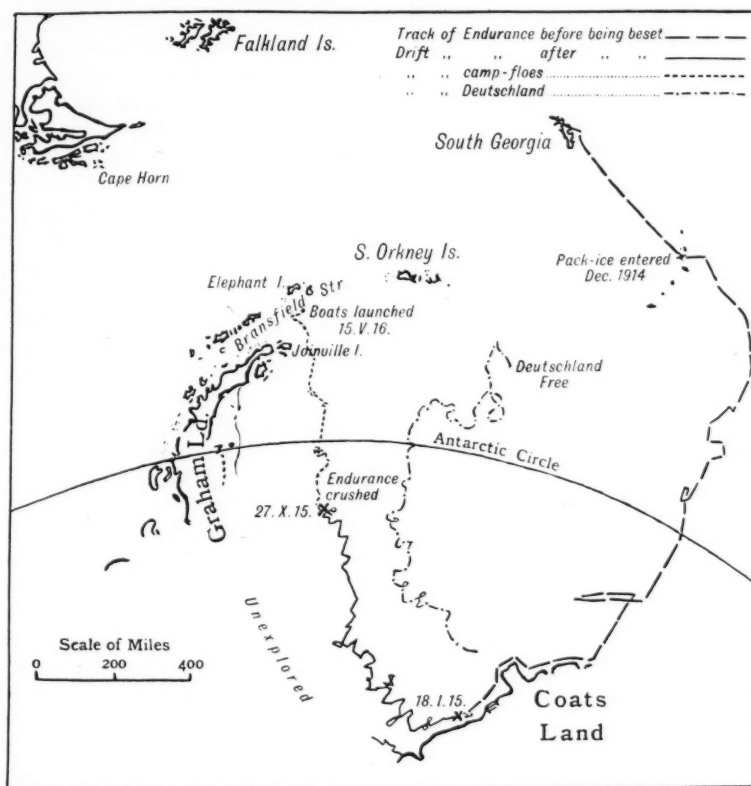 Falkland Is.
Track of Endurance before being beset
Drift ,, ,, after ,, ,,
,, ,, camp-floes
,, ,, Deutschland
South Georgia
Cape Horn
Pack-ice entered
Dec. 1914
S. Orkney Is.
Elephant I.
Bransfield Str
Boats launched
15.V.16.
Joinville I.
Deutschland
Free
Antarctic Circle
Graham Ld.
Endurance
crushed
27.X.15.
Unexplored
Scale of Miles
0 200 400
18.I.15.
Coats
Land